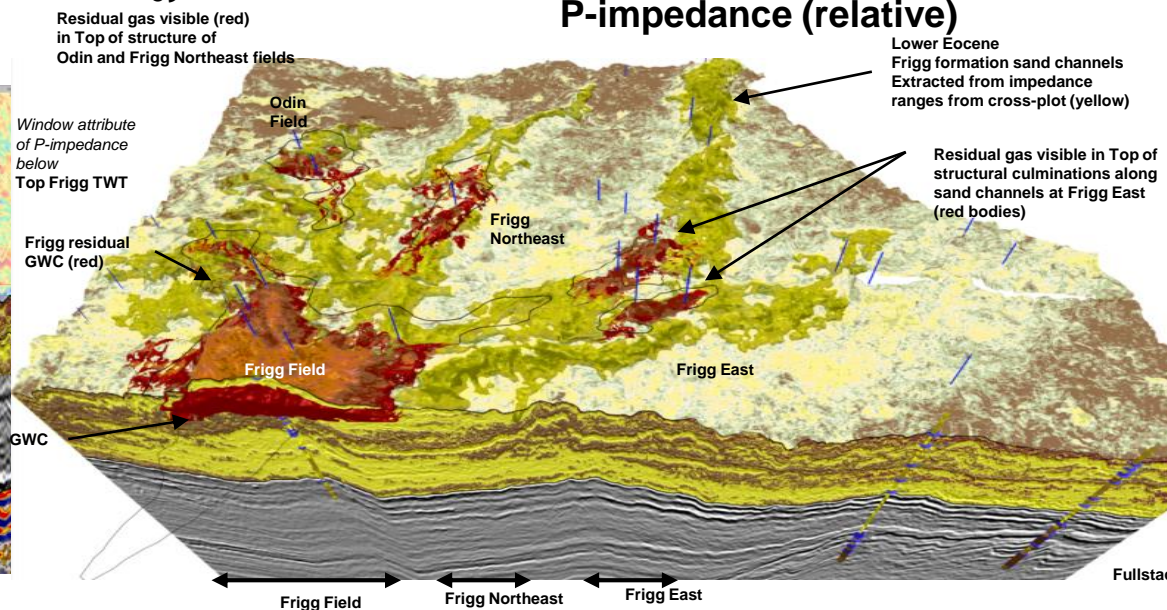 P-impedance (relative)
Residual gas visible (red)
in Top of structure of
Odin and Frigg Northeast fields
Lower Eocene
Frigg formation sand channels
Extracted from impedance
ranges from cross-plot (yellow)
Odin
Field
Window attribute
of P-impedance
below
Top Frigg TWT
Residual gas visible in Top of
structural culminations along
sand channels at Frigg East
(red bodies)
Frigg
Northeast
Frigg residual
GWC (red)
Frigg Field
Frigg East
GWC
Frigg Field
Frigg Northeast
Frigg East